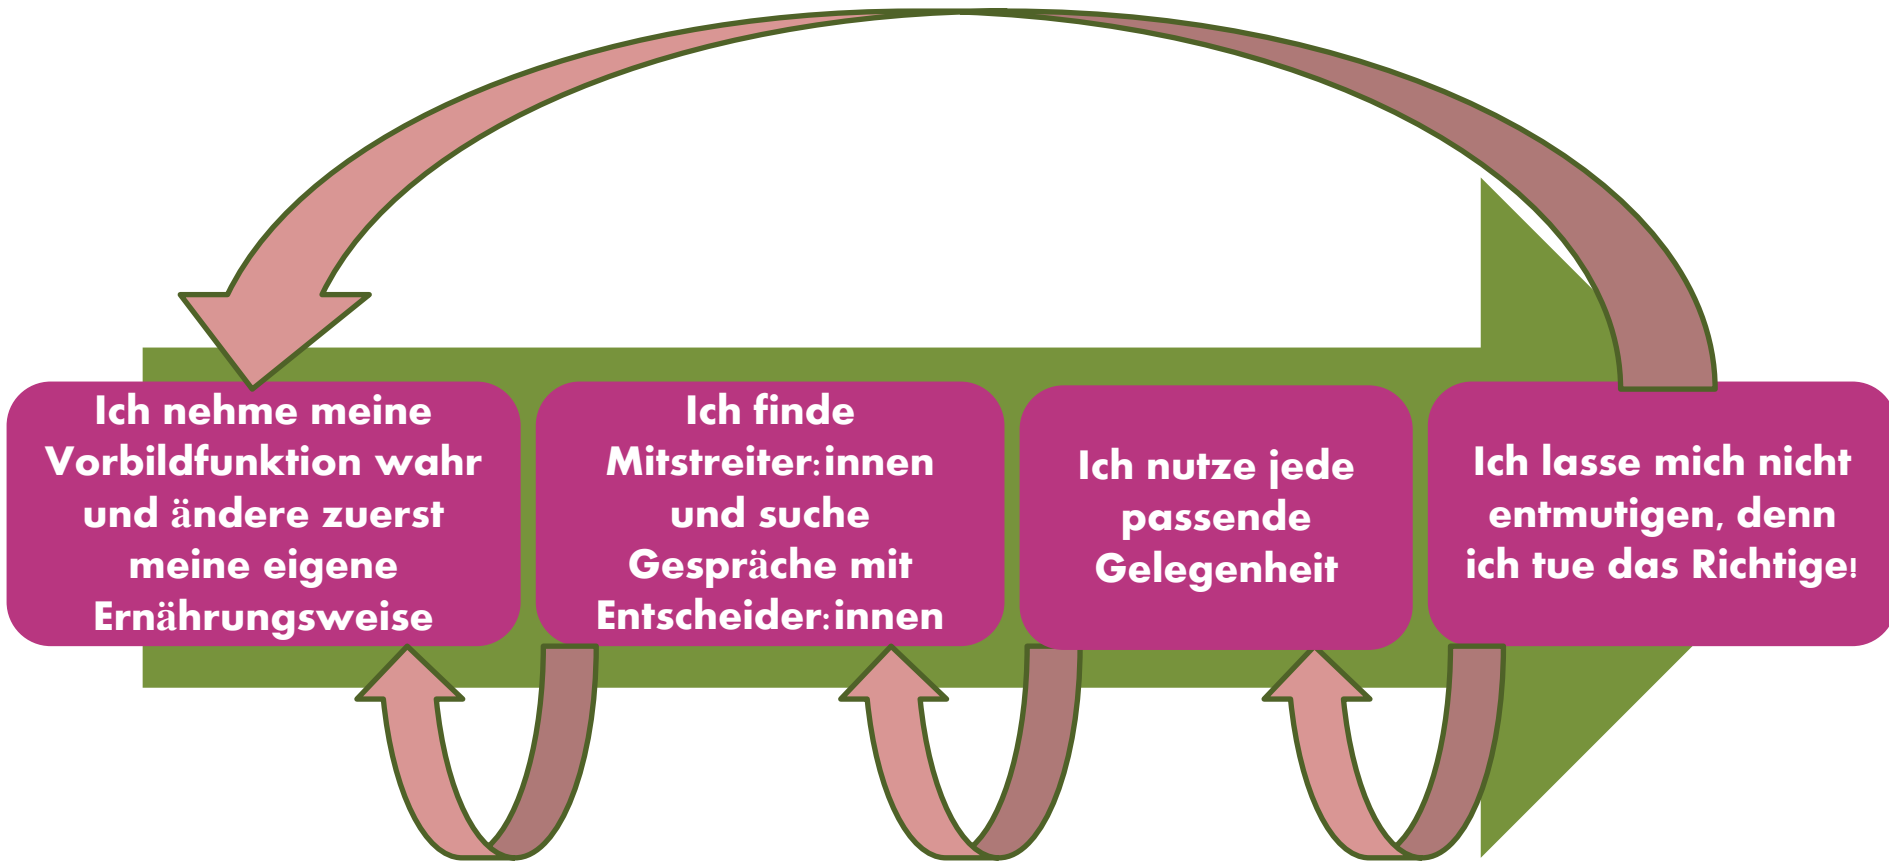 Ich nehme meine
Vorbildfunktion wahr
und ändere zuerst
meine eigene
Ernährungsweise
Ich finde
Mitstreiter:innen
und suche
Gespräche mit
Entscheider:innen
Ich nutze jede
passende
Gelegenheit
Ich lasse mich nicht
entmutigen, denn
ich tue das Richtige!